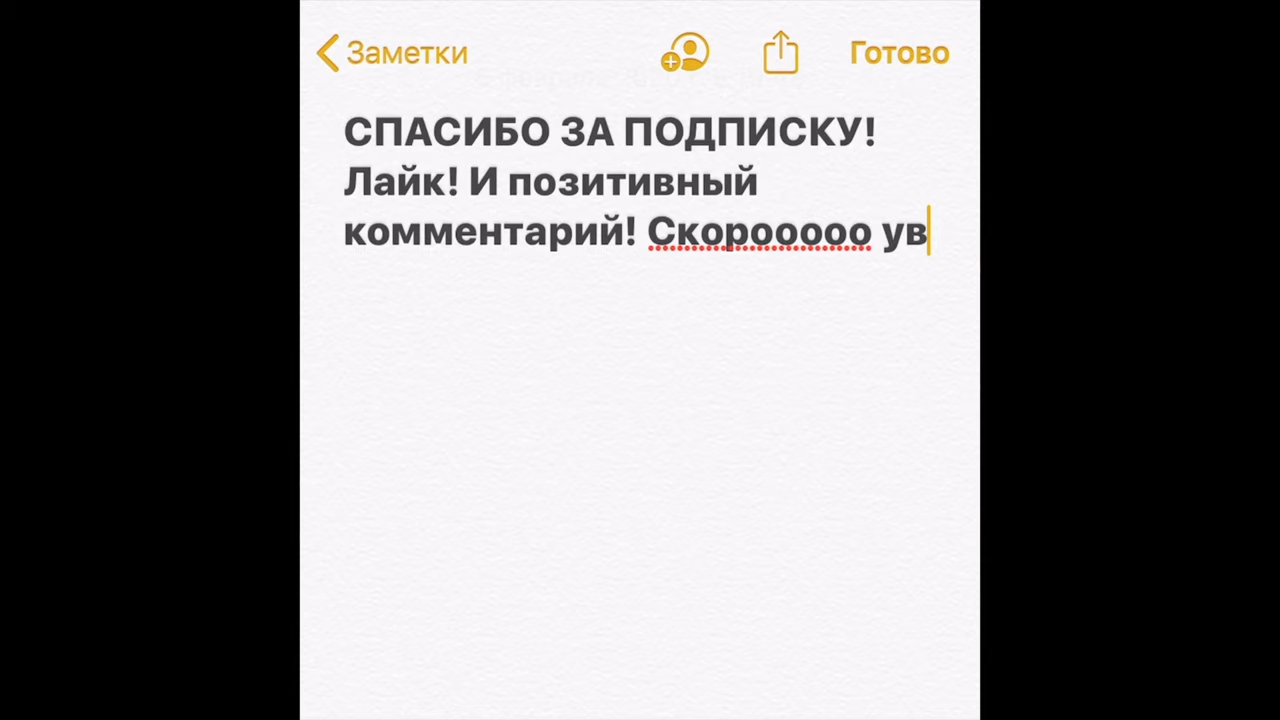 Заметки Готово
СПАСИБО ЗА ПОДПИСКУ!
Лайк! И позитивный
комментарий! Скорооооо ув